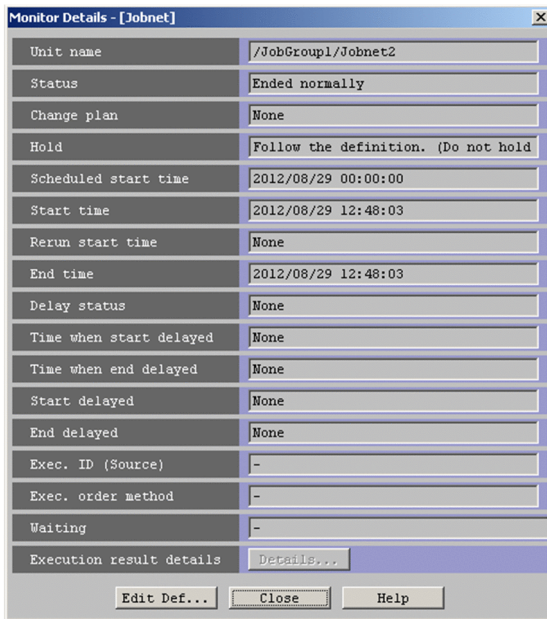 Monitor Details - [Jobnet]
Unit name /JobGroup1/Jobnet2
Status Ended normally
Change plan None
Hold Follow the definition. (Do not hold
Scheduled start time 2012/08/29 00:00:00
Start time 2012/08/29 12:48:03
Rerun start time None
End time 2012/08/29 12:48:03
Delay status None
Time when start delayed None
Time when end delayed None
Start delayed None
End delayed None
Exec. ID (Source) -
Exec. order method -
Waiting -
Execution result details Details...
Edit Def... Close Help